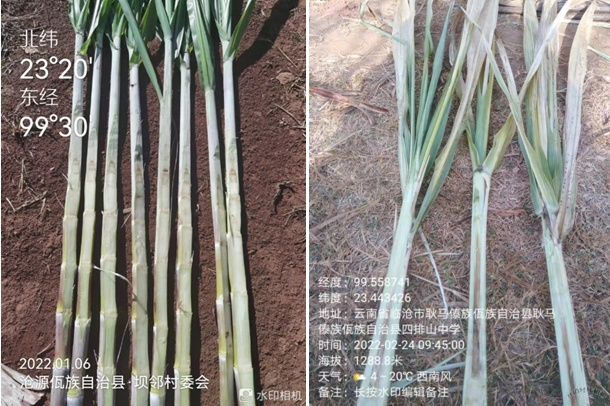 北纬
23°20'
东经
99°30
2022.01.06
沧源佤族自治县·坝邻村委会
水印相机
经度：99.558741
纬度：23.443426
地址：云南省临沧市耿马傣族佤族自治县耿马
傣族佤族自治县四排山中学
时间：2022-02-24 09:45:00
海拔：1288.8米
天气：4～20℃ 西南风
备注：长按水印编辑备注